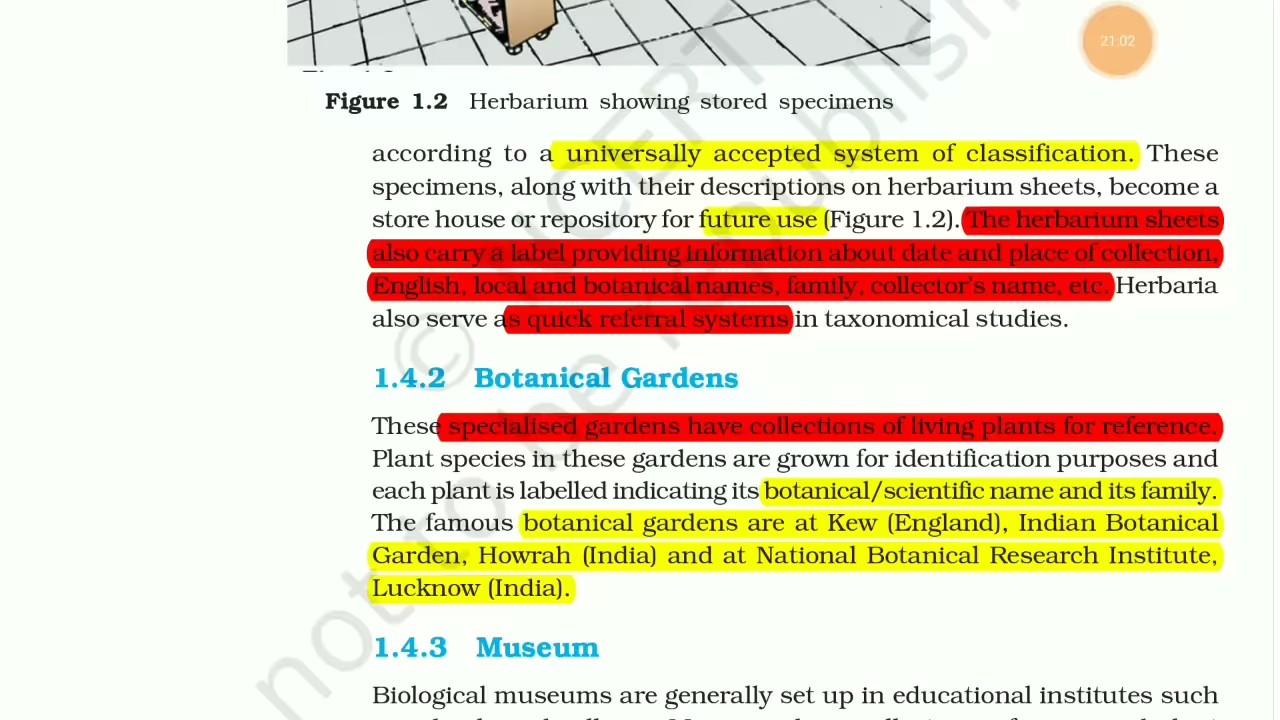 21:02
Figure 1.2 Herbarium showing stored specimens
according to a universally accepted system of classification. These
specimens, along with their descriptions on herbarium sheets, become a
store house or repository for future use (Figure 1.2). The herbarium sheets
also carry a label providing information about date and place of collection,
English, local and botanical names, family, collector's name, etc. Herbaria
also serve as quick referral systems in taxonomical studies.
1.4.2 Botanical Gardens
These specialised gardens have collections of living plants for reference.
Plant species in these gardens are grown for identification purposes and
each plant is labelled indicating its botanical/scientific name and its family.
The famous botanical gardens are at Kew (England), Indian Botanical
Garden, Howrah (India) and at National Botanical Research Institute,
Lucknow (India).
1.4.3 Museum
Biological museums are generally set up in educational institutes such
© NCERT
not to be republish